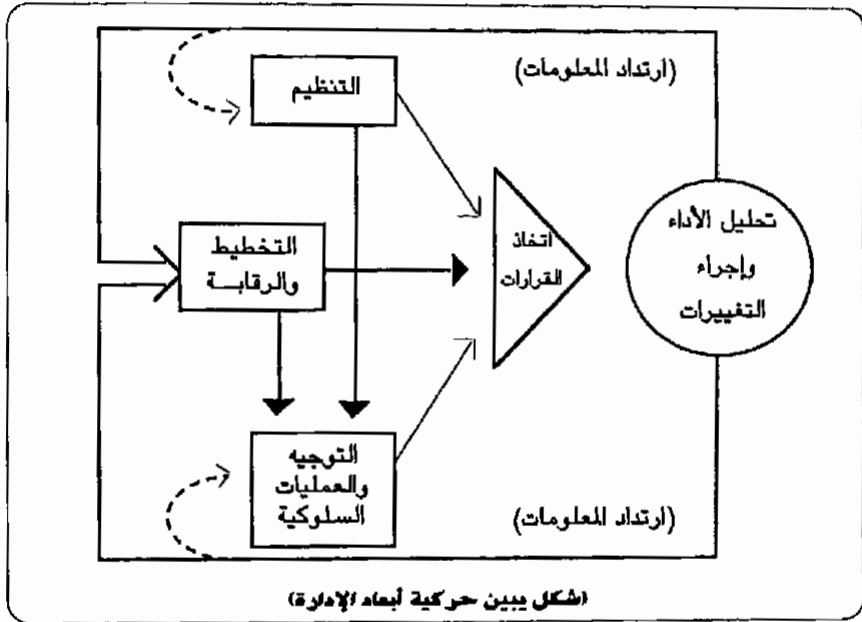 (ارتداد المعلومات)
التنظيم
تحليل الأداء
وإجراء
التغييرات
اتخاذ
القرارات
التخطيط
والرقابـــة
التوجيه
والعمليات
السلوكية
(ارتداد المعلومات)
(شكل يبين حركية أبعاد الإدارة)